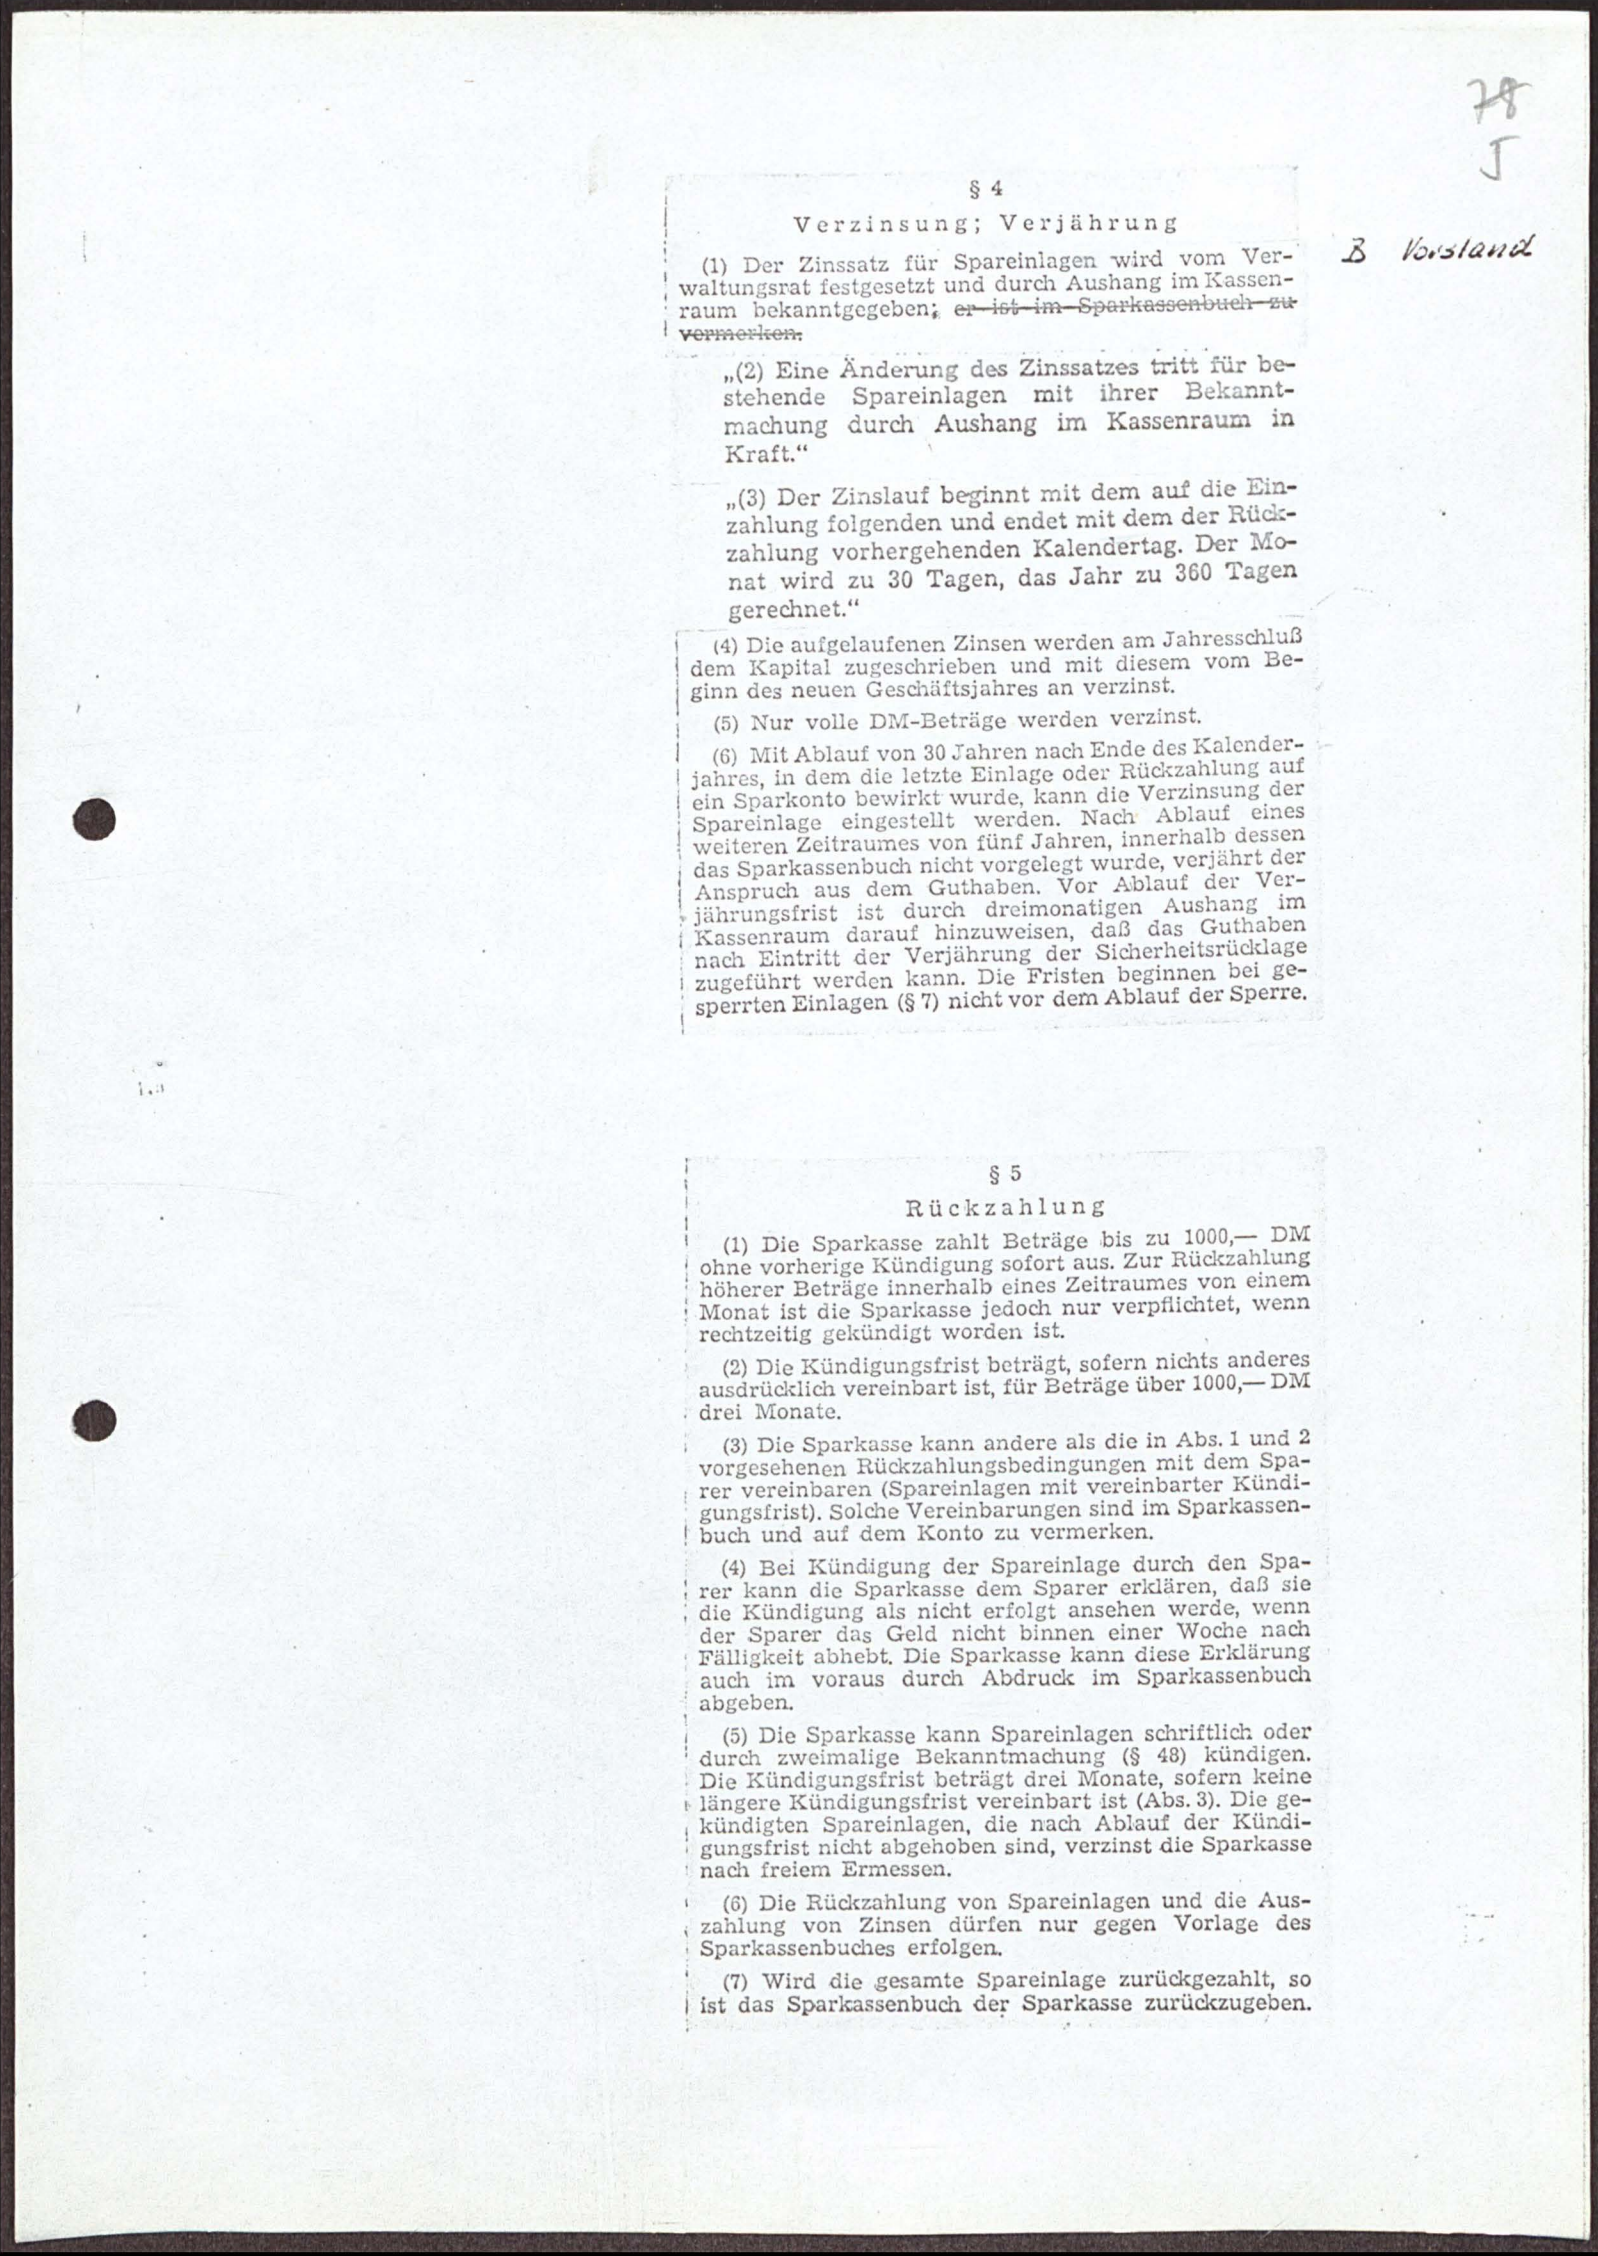 78
J
§ 4
Verzinsung; Verjährung
(1) Der Zinssatz für Spareinlagen wird vom Ver-
B Vorstand
waltungsrat festgesetzt und durch Aushang im Kassen-
raum bekanntgegeben; er ist im Sparkassenbuch zu
vermerken.
„(2) Eine Änderung des Zinssatzes tritt für be-
stehende Spareinlagen mit ihrer Bekannt-
machung durch Aushang im Kassenraum in
Kraft.“
„(3) Der Zinslauf beginnt mit dem auf die Ein-
zahlung folgenden und endet mit dem der Rück-
zahlung vorhergehenden Kalendertag. Der Mo-
nat wird zu 30 Tagen, das Jahr zu 360 Tagen
gerechnet.“
(4) Die aufgelaufenen Zinsen werden am Jahresschluß
dem Kapital zugeschrieben und mit diesem vom Be-
ginn des neuen Geschäftsjahres an verzinst.
(5) Nur volle DM-Beträge werden verzinst.
(6) Mit Ablauf von 30 Jahren nach Ende des Kalender-
jahres, in dem die letzte Einlage oder Rückzahlung auf
ein Sparkonto bewirkt wurde, kann die Verzinsung der
Spareinlage eingestellt werden. Nach Ablauf eines
weiteren Zeitraumes von fünf Jahren, innerhalb dessen
das Sparkassenbuch nicht vorgelegt wurde, verjährt der
Anspruch aus dem Guthaben. Vor Ablauf der Ver-
jährungsfrist ist durch dreimonatigen Aushang im
Kassenraum darauf hinzuweisen, daß das Guthaben
nach Eintritt der Verjährung der Sicherheitsrücklage
zugeführt werden kann. Die Fristen beginnen bei ge-
sperrten Einlagen (§ 7) nicht vor dem Ablauf der Sperre.
§ 5
Rückzahlung
(1) Die Sparkasse zahlt Beträge bis zu 1000,— DM
ohne vorherige Kündigung sofort aus. Zur Rückzahlung
höherer Beträge innerhalb eines Zeitraumes von einem
Monat ist die Sparkasse jedoch nur verpflichtet, wenn
rechtzeitig gekündigt worden ist.
(2) Die Kündigungsfrist beträgt, sofern nichts anderes
ausdrücklich vereinbart ist, für Beträge über 1000,— DM
drei Monate.
(3) Die Sparkasse kann andere als die in Abs. 1 und 2
vorgesehenen Rückzahlungsbedingungen mit dem Spa-
rer vereinbaren (Spareinlagen mit vereinbarter Kündi-
gungsfrist). Solche Vereinbarungen sind im Sparkassen-
buch und auf dem Konto zu vermerken.
(4) Bei Kündigung der Spareinlage durch den Spa-
rer kann die Sparkasse dem Sparer erklären, daß sie
die Kündigung als nicht erfolgt ansehen werde, wenn
der Sparer das Geld nicht binnen einer Woche nach
Fälligkeit abhebt. Die Sparkasse kann diese Erklärung
auch im voraus durch Abdruck im Sparkassenbuch
abgeben.
(5) Die Sparkasse kann Spareinlagen schriftlich oder
durch zweimalige Bekanntmachung (§ 48) kündigen.
Die Kündigungsfrist beträgt drei Monate, sofern keine
längere Kündigungsfrist vereinbart ist (Abs. 3). Die ge-
kündigten Spareinlagen, die nach Ablauf der Kündi-
gungsfrist nicht abgehoben sind, verzinst die Sparkasse
nach freiem Ermessen.
(6) Die Rückzahlung von Spareinlagen und die Aus-
zahlung von Zinsen dürfen nur gegen Vorlage des
Sparkassenbuches erfolgen.
(7) Wird die gesamte Spareinlage zurückgezahlt, so
ist das Sparkassenbuch der Sparkasse zurückzugeben.